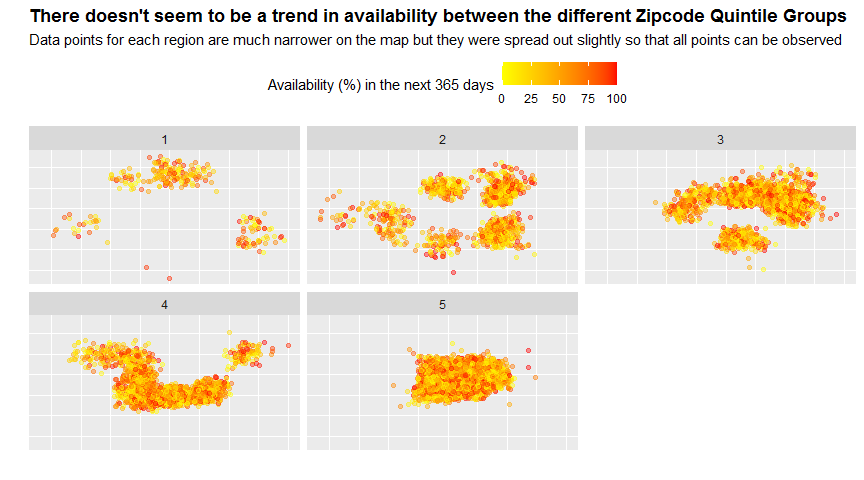 There doesn't seem to be a trend in availability between the different Zipcode Quintile Groups
Data points for each region are much narrower on the map but they were spread out slightly so that all points can be observed
Availability (%) in the next 365 days
0 25 50 75 100
1 2 3
4 5